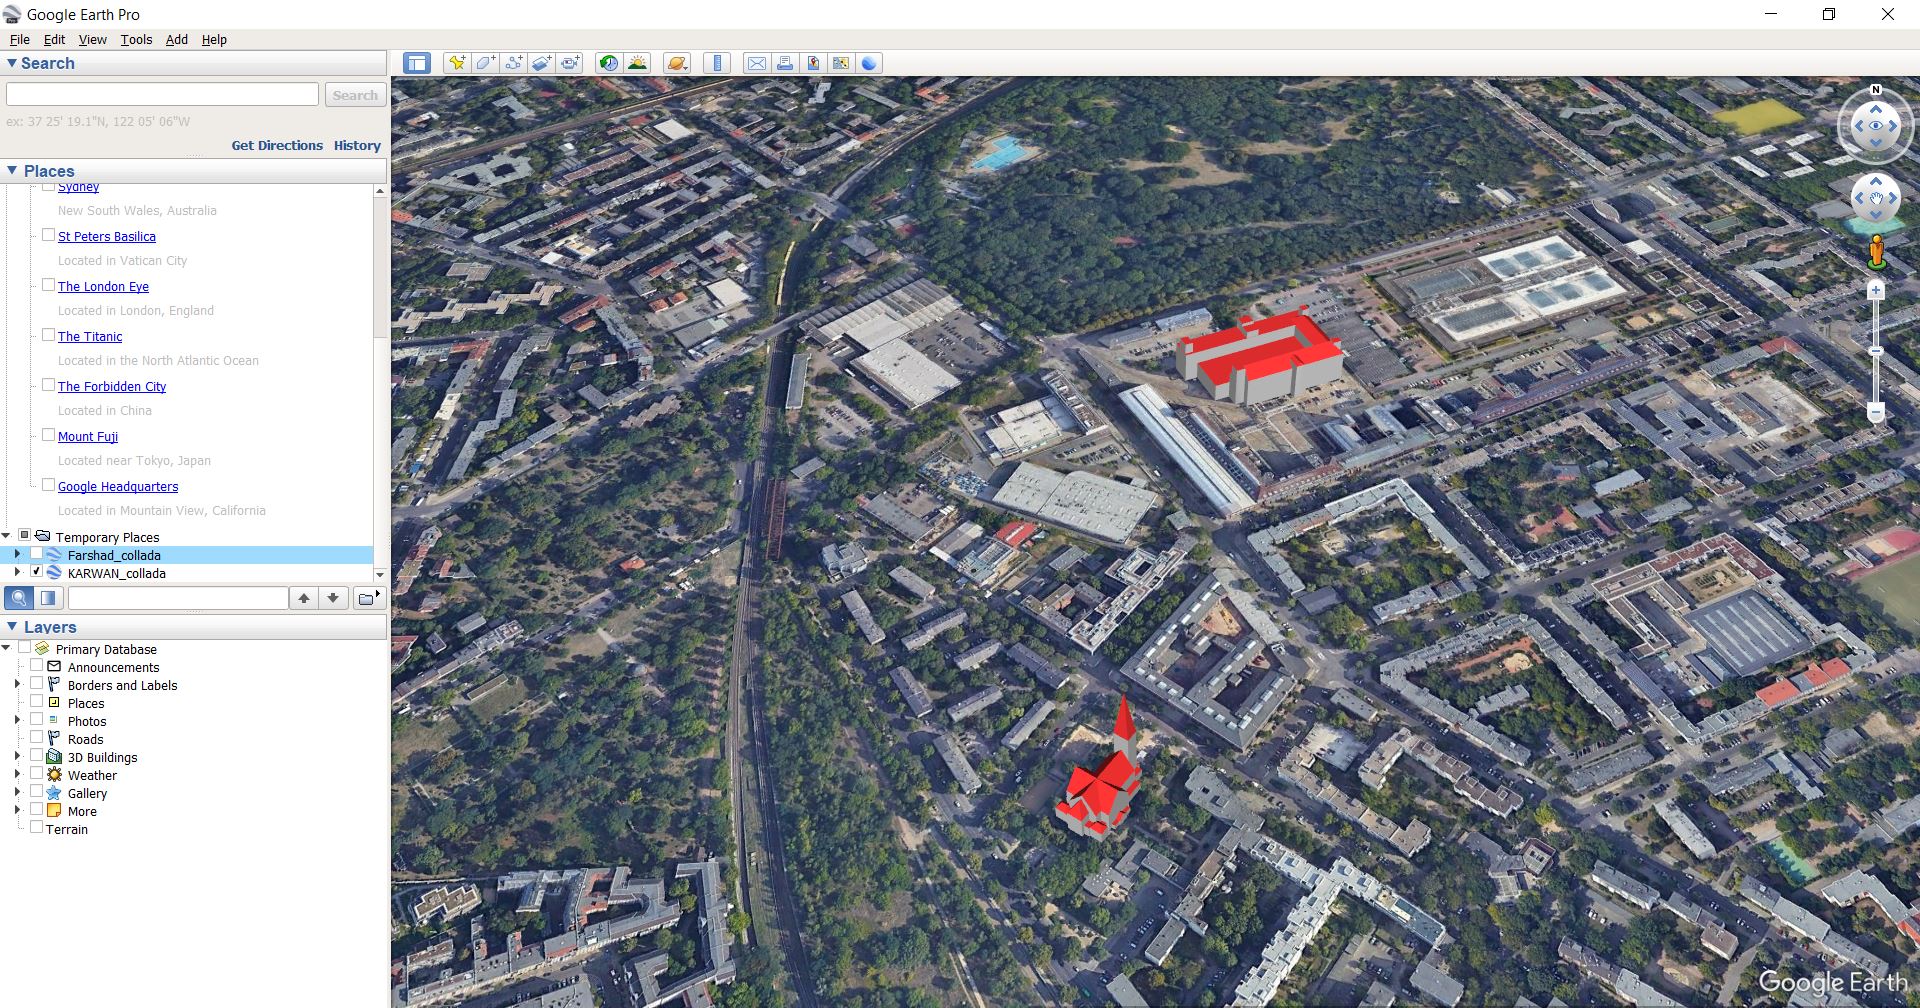 Google Earth Pro
File Edit View Tools Add Help
Search
Search
ex: 37 25' 19.1"N, 122 05' 06"W
Get Directions History
Places
Sydney
New South Wales, Australia
St Peters Basilica
Located in Vatican City
The London Eye
Located in London, England
The Titanic
Located in the North Atlantic Ocean
The Forbidden City
Located in China
Mount Fuji
Located near Tokyo, Japan
Google Headquarters
Located in Mountain View, California
Temporary Places
Farshad_collada
KARWAN_collada
Layers
Primary Database
Announcements
Borders and Labels
Places
Photos
Roads
3D Buildings
Weather
Gallery
More
Terrain
N
Google Earth